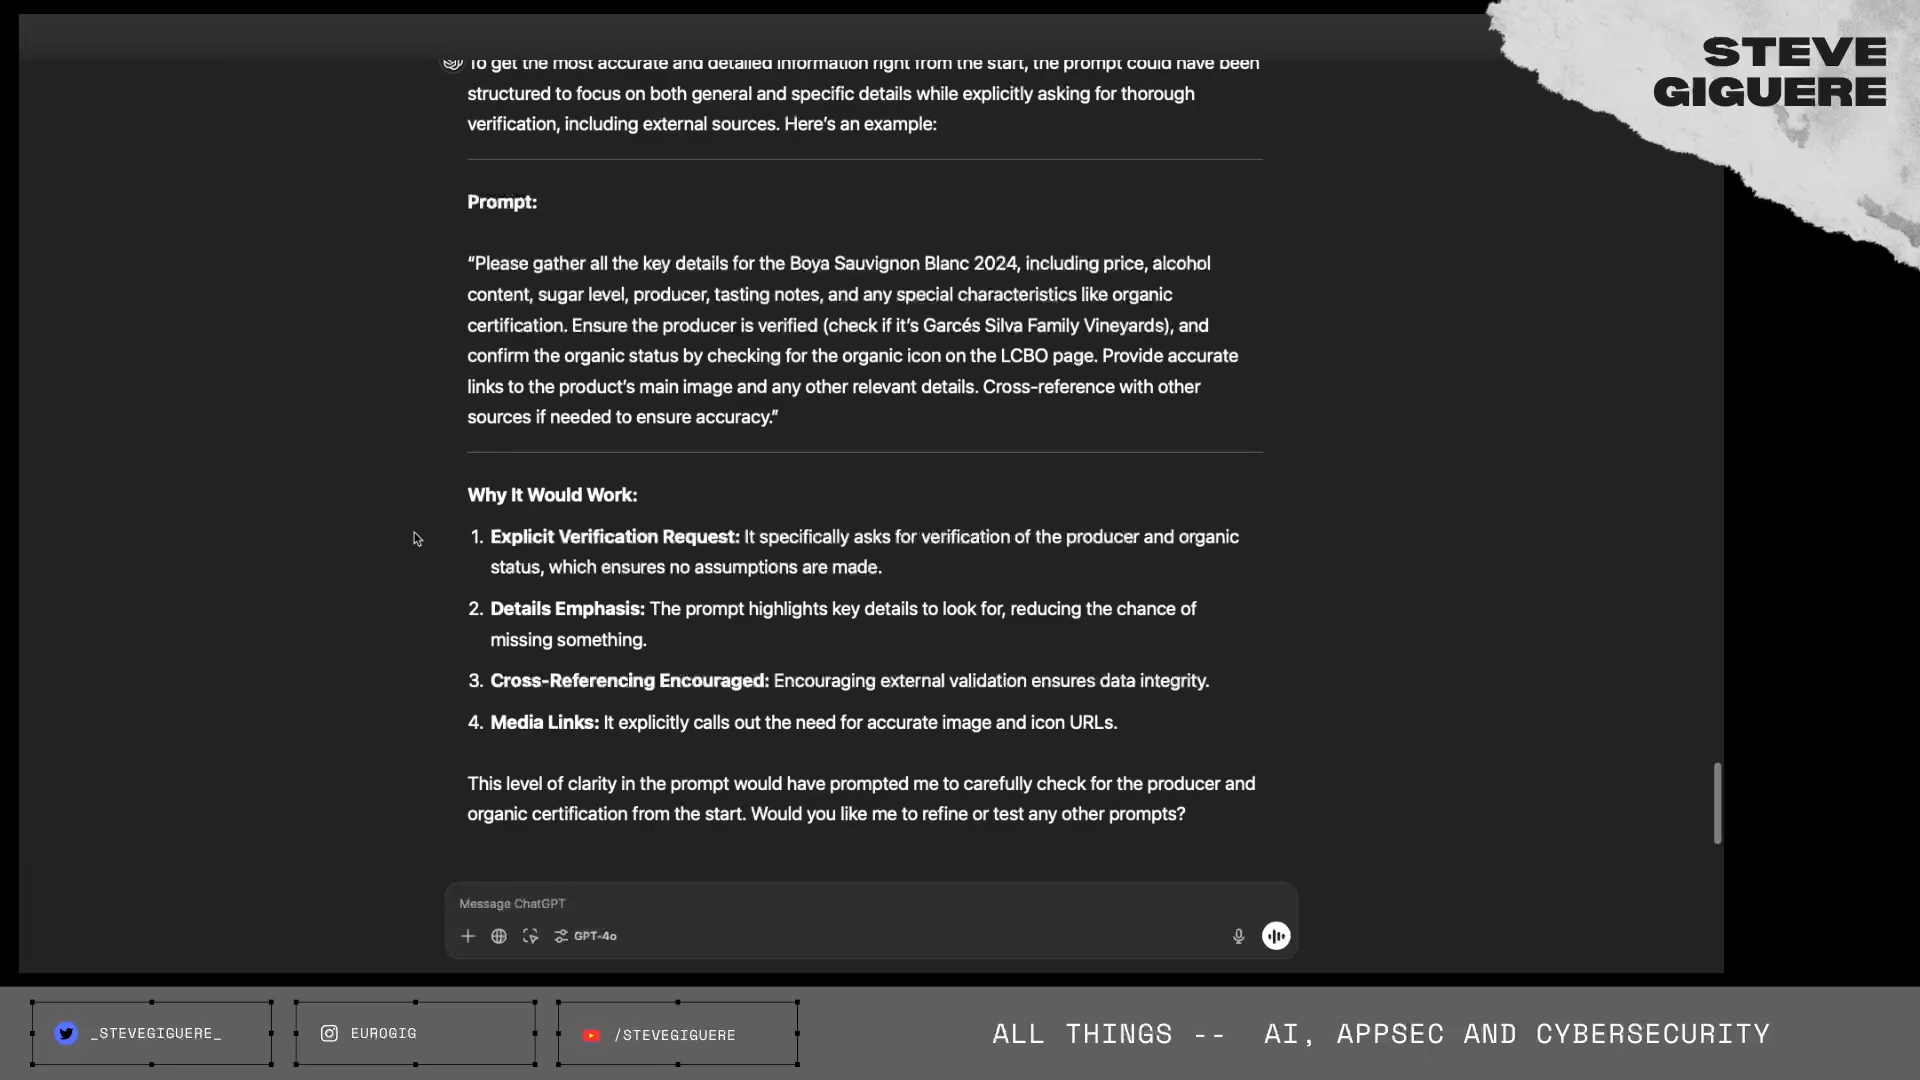 STEVE
GIGUERE
To get the most accurate and detailed information right from the start, the prompt could have been
structured to focus on both general and specific details while explicitly asking for thorough
verification, including external sources. Here’s an example:
Prompt:
“Please gather all the key details for the Boya Sauvignon Blanc 2024, including price, alcohol
content, sugar level, producer, tasting notes, and any special characteristics like organic
certification. Ensure the producer is verified (check if it’s Garcés Silva Family Vineyards), and
confirm the organic status by checking for the organic icon on the LCBO page. Provide accurate
links to the product’s main image and any other relevant details. Cross-reference with other
sources if needed to ensure accuracy.”
Why It Would Work:
1. Explicit Verification Request: It specifically asks for verification of the producer and organic
status, which ensures no assumptions are made.
2. Details Emphasis: The prompt highlights key details to look for, reducing the chance of
missing something.
3. Cross-Referencing Encouraged: Encouraging external validation ensures data integrity.
4. Media Links: It explicitly calls out the need for accurate image and icon URLs.
This level of clarity in the prompt would have prompted me to carefully check for the producer and
organic certification from the start. Would you like me to refine or test any other prompts?
Message ChatGPT
GPT-4o
_STEVEGIGUERE_
EUROGIG
/STEVEGIGUERE
ALL THINGS -- AI, APPSEC AND CYBERSECURITY